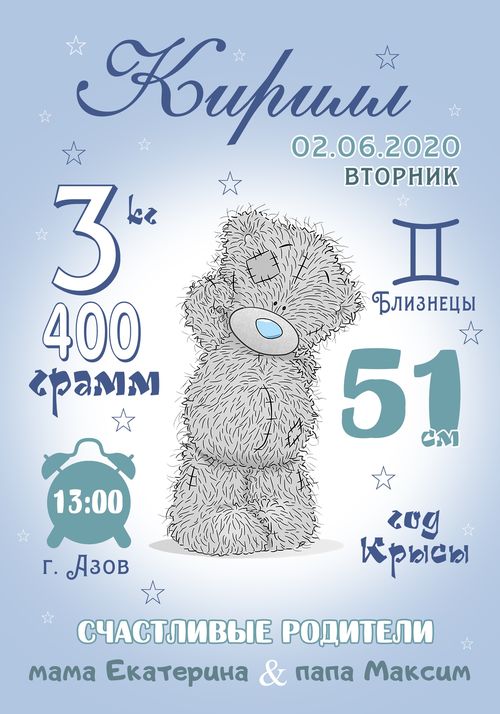 Кирилл
02.06.2020
ВТОРНИК
3 кг
400
грамм
Близнецы
51
см
13:00
г. Азов
год
Крысы
СЧАСТЛИВЫЕ РОДИТЕЛИ
мама Екатерина & папа Максим